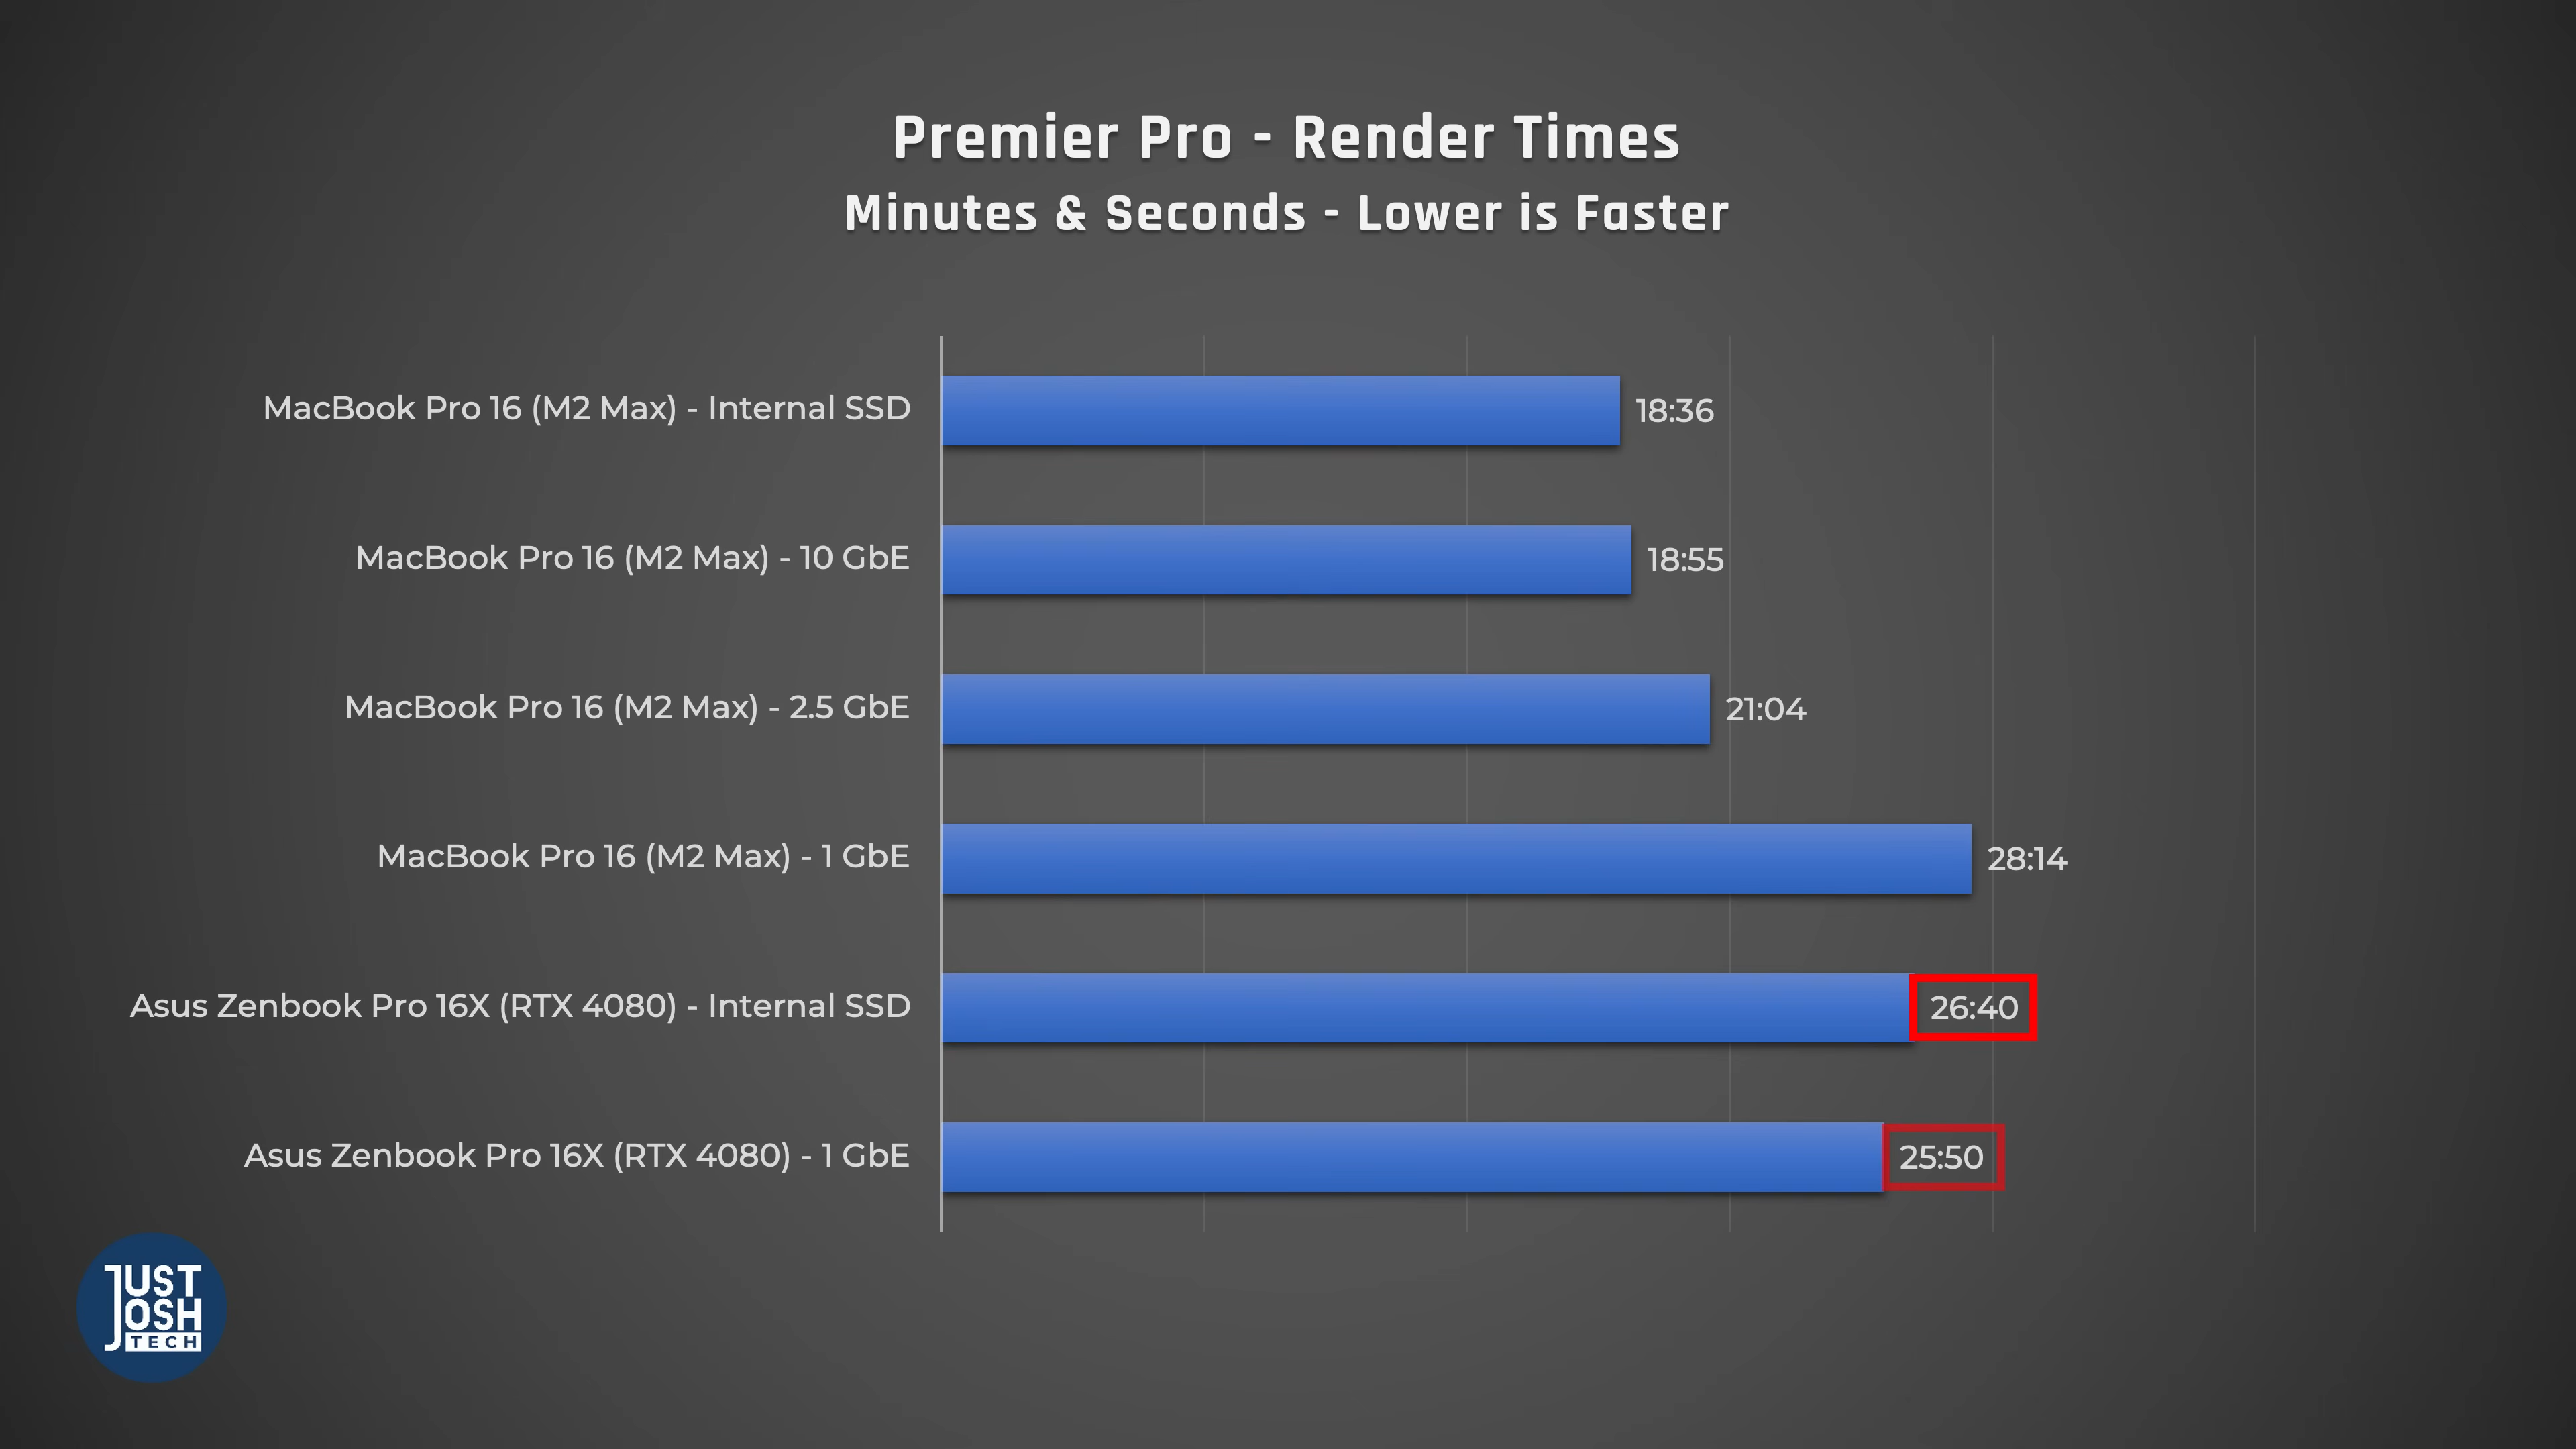 Premier Pro - Render Times
Minutes & Seconds - Lower is Faster
MacBook Pro 16 (M2 Max) - Internal SSD 18:36
MacBook Pro 16 (M2 Max) - 10 GbE 18:55
MacBook Pro 16 (M2 Max) - 2.5 GbE 21:04
MacBook Pro 16 (M2 Max) - 1 GbE 28:14
Asus Zenbook Pro 16X (RTX 4080) - Internal SSD 26:40
Asus Zenbook Pro 16X (RTX 4080) - 1 GbE 25:50
JUST
JOSH
TECH